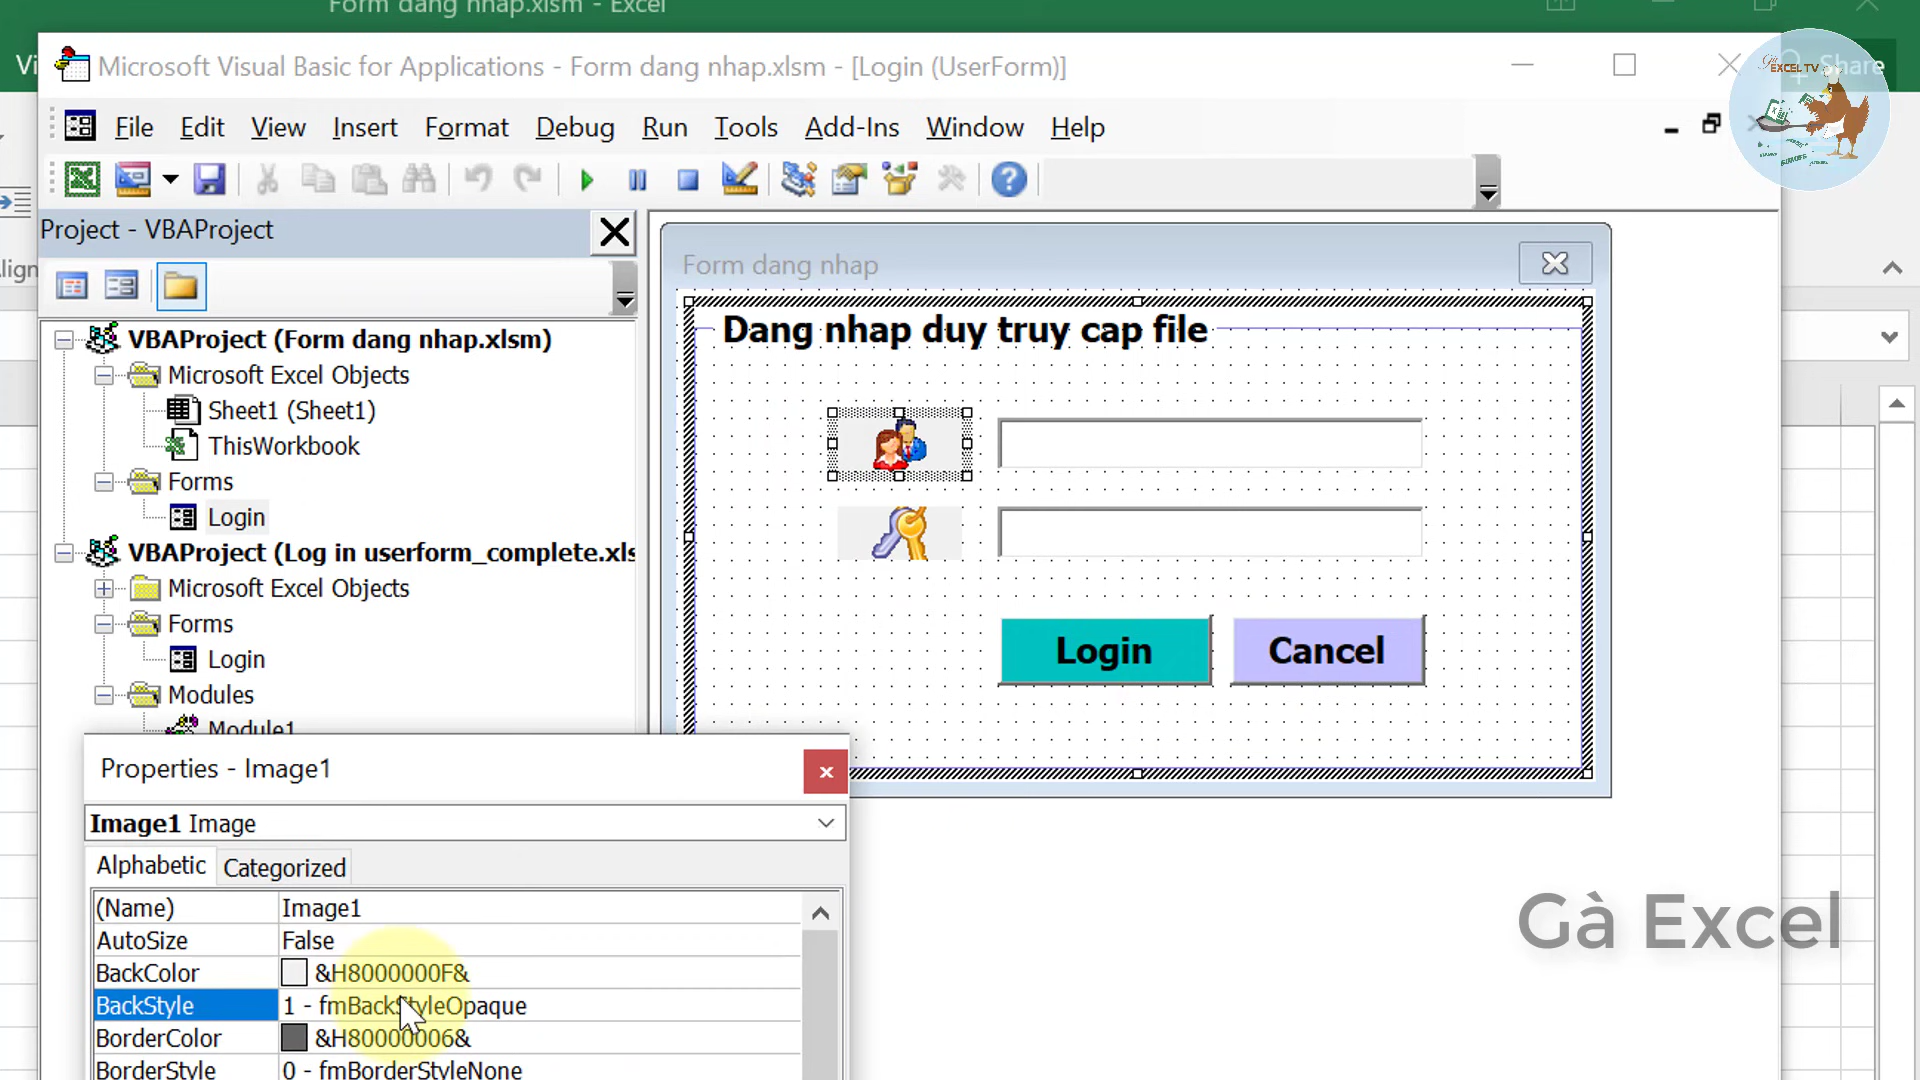 Form dang nhap.xlsm - Excel
Microsoft Visual Basic for Applications - Form dang nhap.xlsm - [Login (UserForm)]
Share
EXCEL TV
File Edit View Insert Format Debug Run Tools Add-Ins Window Help
Project - VBAProject
VBAProject (Form dang nhap.xlsm)
Microsoft Excel Objects
Sheet1 (Sheet1)
ThisWorkbook
Forms
Login
VBAProject (Log in userform_complete.xls
Microsoft Excel Objects
Forms
Login
Modules
Module1
Form dang nhap
Dang nhap duy truy cap file
Login
Cancel
Properties - Image1
Image1 Image
Alphabetic Categorized
(Name) Image1
AutoSize False
BackColor &H8000000F&
BackStyle 1 - fmBackStyleOpaque
BorderColor &H80000006&
BorderStyle 0 - fmBorderStyleNone
Gà Excel